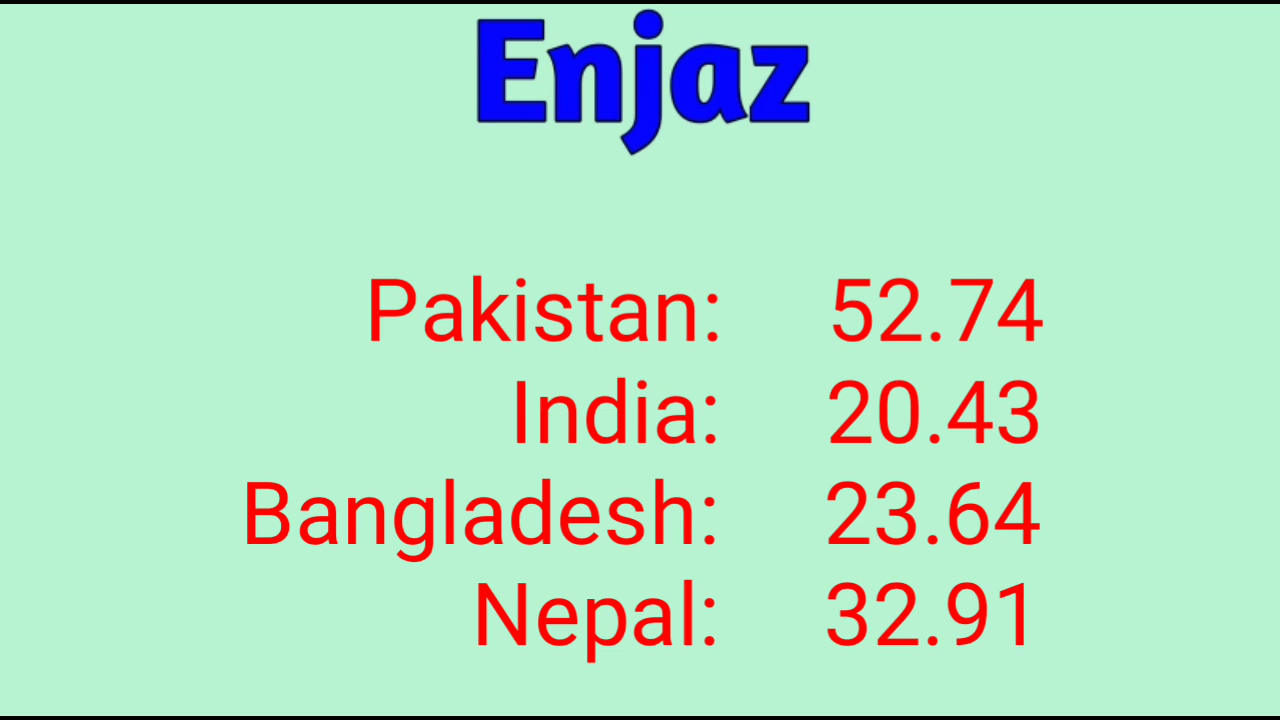 Enjaz
Pakistan: 52.74
India: 20.43
Bangladesh: 23.64
Nepal: 32.91